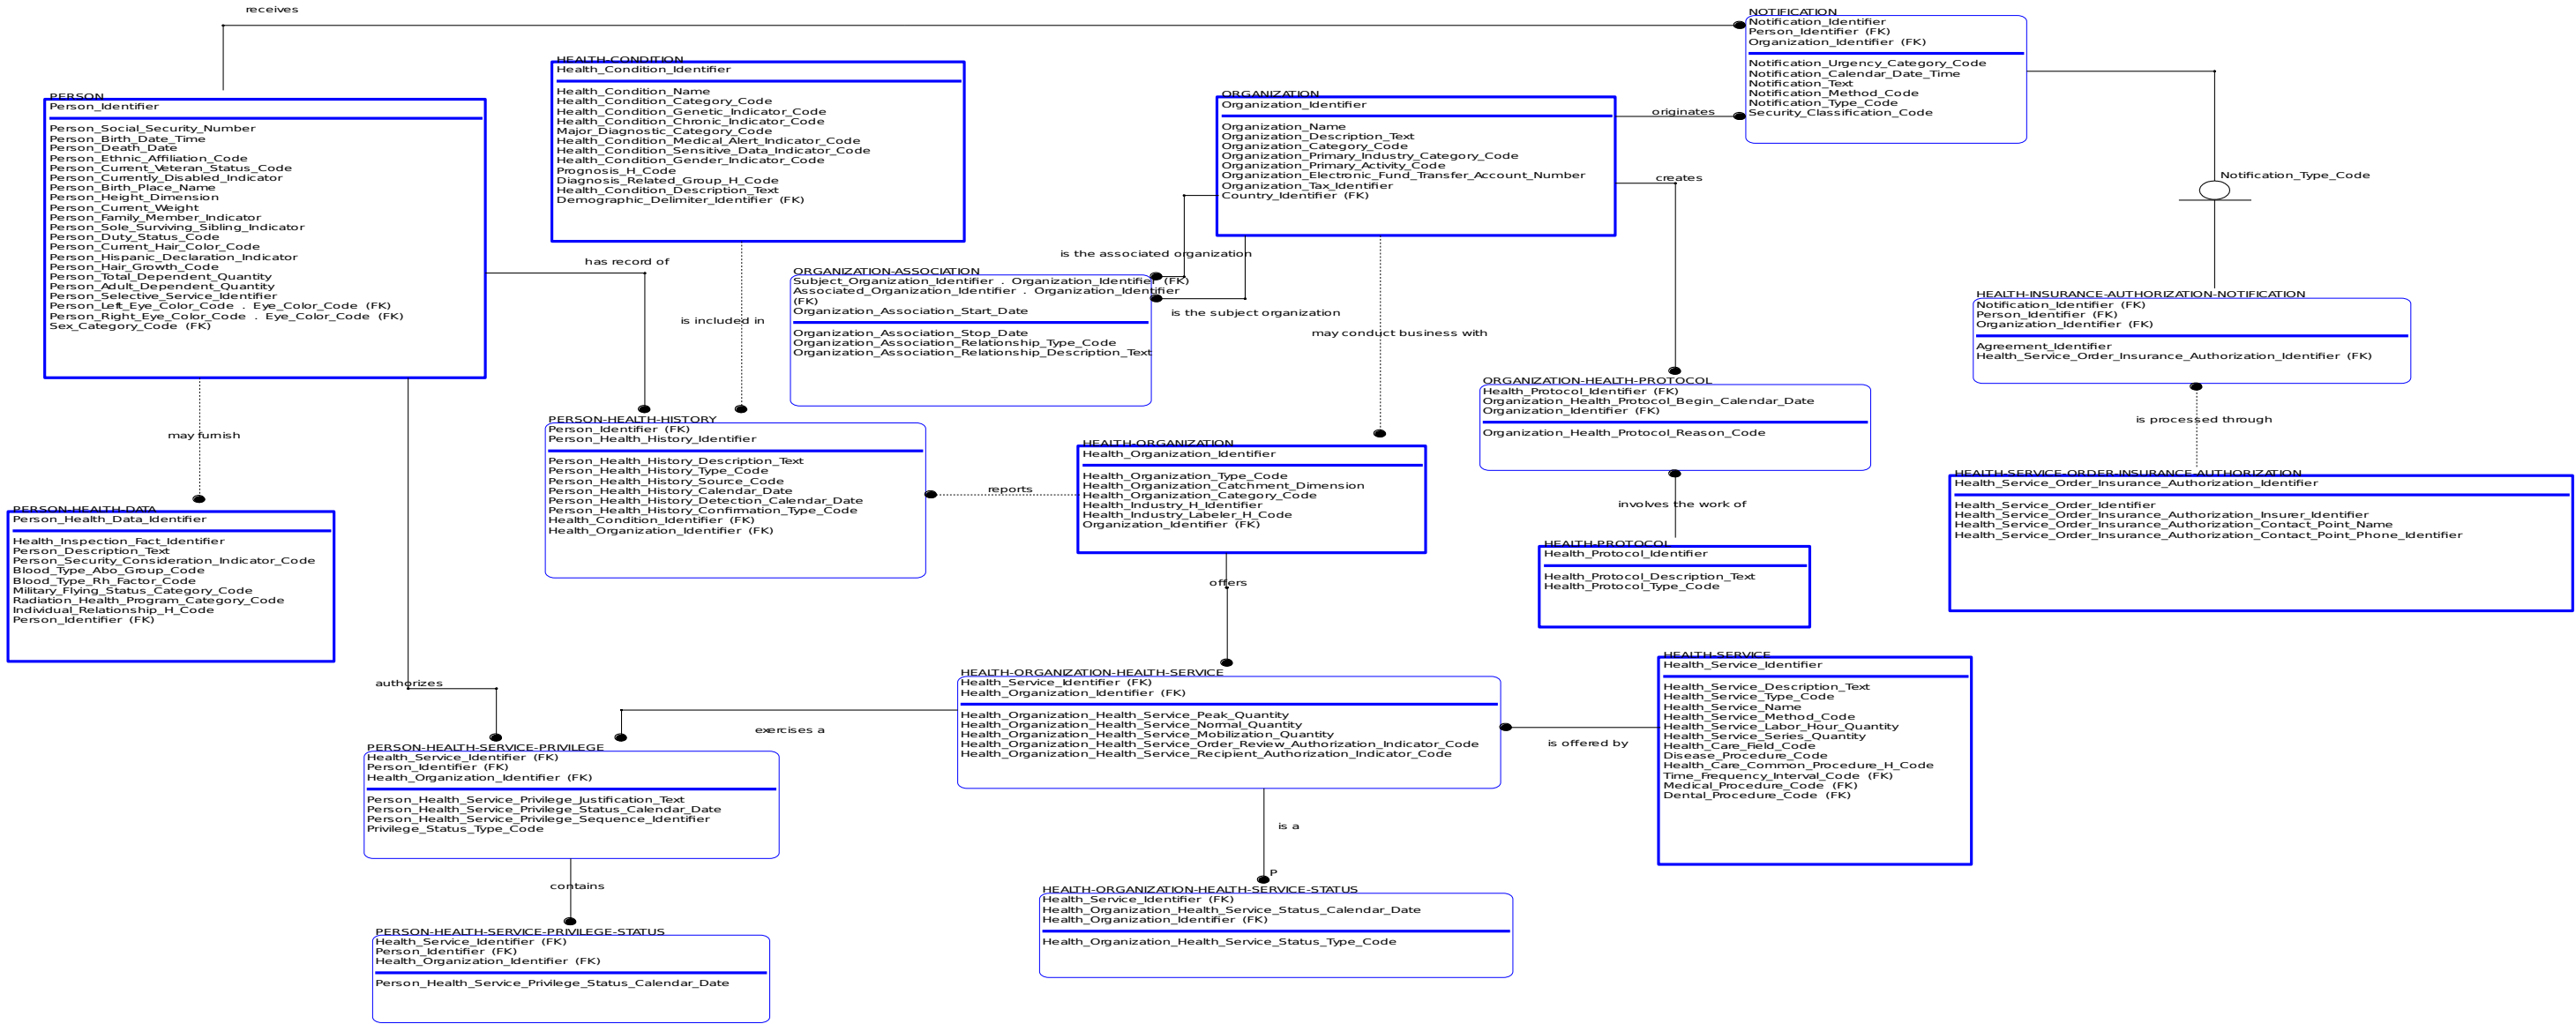 receives
NOTIFICATION
Notification_Identifier
Person_Identifier (FK)
Organization_Identifier (FK)
Notification_Urgency_Category_Code
Notification_Calendar_Date_Time
Notification_Text
Notification_Method_Code
Notification_Type_Code
Security_Classification_Code
HEALTH-CONDITION
Health_Condition_Identifier
Health_Condition_Name
Health_Condition_Category_Code
Health_Condition_Genetic_Indicator_Code
Health_Condition_Chronic_Indicator_Code
Major_Diagnostic_Category_Code
Health_Condition_Medical_Alert_Indicator_Code
Health_Condition_Sensitive_Data_Indicator_Code
Health_Condition_Gender_Indicator_Code
Prognosis_H_Code
Diagnosis_Related_Group_H_Code
Health_Condition_Description_Text
Demographic_Delimiter_Identifier (FK)
PERSON
Person_Identifier
Person_Social_Security_Number
Person_Birth_Date_Time
Person_Death_Date
Person_Ethnic_Affiliation_Code
Person_Current_Veteran_Status_Code
Person_Currently_Disabled_Indicator
Person_Birth_Place_Name
Person_Height_Dimension
Person_Current_Weight
Person_Family_Member_Indicator
Person_Sole_Surviving_Sibling_Indicator
Person_Duty_Status_Code
Person_Current_Hair_Color_Code
Person_Hispanic_Declaration_Indicator
Person_Hair_Growth_Code
Person_Total_Dependent_Quantity
Person_Adult_Dependent_Quantity
Person_Selective_Service_Identifier
Person_Left_Eye_Color_Code . Eye_Color_Code (FK)
Person_Right_Eye_Color_Code . Eye_Color_Code (FK)
Sex_Category_Code (FK)
ORGANIZATION
Organization_Identifier
Organization_Name
Organization_Description_Text
Organization_Category_Code
Organization_Primary_Industry_Category_Code
Organization_Primary_Activity_Code
Organization_Electronic_Fund_Transfer_Account_Number
Organization_Tax_Identifier
Country_Identifier (FK)
originates
creates
Notification_Type_Code
has record of
is included in
is the associated organization
is the subject organization
may conduct business with
ORGANIZATION-ASSOCIATION
Subject_Organization_Identifier . Organization_Identifier (FK)
Associated_Organization_Identifier . Organization_Identifier
(FK)
Organization_Association_Start_Date
Organization_Association_Stop_Date
Organization_Association_Relationship_Type_Code
Organization_Association_Relationship_Description_Text
HEALTH-INSURANCE-AUTHORIZATION-NOTIFICATION
Notification_Identifier (FK)
Person_Identifier (FK)
Organization_Identifier (FK)
Agreement_Identifier
Health_Service_Order_Insurance_Authorization_Identifier (FK)
is processed through
ORGANIZATION-HEALTH-PROTOCOL
Health_Protocol_Identifier (FK)
Organization_Health_Protocol_Begin_Calendar_Date
Organization_Identifier (FK)
Organization_Health_Protocol_Reason_Code
may furnish
PERSON-HEALTH-HISTORY
Person_Identifier (FK)
Person_Health_History_Identifier
Person_Health_History_Description_Text
Person_Health_History_Type_Code
Person_Health_History_Source_Code
Person_Health_History_Calendar_Date
Person_Health_History_Detection_Calendar_Date
Person_Health_History_Confirmation_Type_Code
Health_Condition_Identifier (FK)
Health_Organization_Identifier (FK)
reports
HEALTH-ORGANIZATION
Health_Organization_Identifier
Health_Organization_Type_Code
Health_Organization_Catchment_Dimension
Health_Organization_Category_Code
Health_Industry_H_Identifier
Health_Industry_Labeler_H_Code
Organization_Identifier (FK)
involves the work of
HEALTH-SERVICE-ORDER-INSURANCE-AUTHORIZATION
Health_Service_Order_Insurance_Authorization_Identifier
Health_Service_Order_Identifier
Health_Service_Order_Insurance_Authorization_Insurer_Identifier
Health_Service_Order_Insurance_Authorization_Contact_Point_Name
Health_Service_Order_Insurance_Authorization_Contact_Point_Phone_Identifier
PERSON-HEALTH-DATA
Person_Health_Data_Identifier
Health_Inspection_Fact_Identifier
Person_Description_Text
Person_Security_Consideration_Indicator_Code
Blood_Type_Abo_Group_Code
Blood_Type_Rh_Factor_Code
Military_Flying_Status_Category_Code
Radiation_Health_Program_Category_Code
Individual_Relationship_H_Code
Person_Identifier (FK)
HEALTH-PROTOCOL
Health_Protocol_Identifier
Health_Protocol_Description_Text
Health_Protocol_Type_Code
offers
authorizes
HEALTH-ORGANIZATION-HEALTH-SERVICE
Health_Service_Identifier (FK)
Health_Organization_Identifier (FK)
Health_Organization_Health_Service_Peak_Quantity
Health_Organization_Health_Service_Normal_Quantity
Health_Organization_Health_Service_Mobilization_Quantity
Health_Organization_Health_Service_Order_Review_Authorization_Indicator_Code
Health_Organization_Health_Service_Recipient_Authorization_Indicator_Code
exercises a
is offered by
HEALTH-SERVICE
Health_Service_Identifier
Health_Service_Description_Text
Health_Service_Type_Code
Health_Service_Name
Health_Service_Method_Code
Health_Service_Labor_Hour_Quantity
Health_Service_Series_Quantity
Health_Care_Field_Code
Disease_Procedure_Code
Health_Care_Common_Procedure_H_Code
Time_Frequency_Interval_Code (FK)
Medical_Procedure_Code (FK)
Dental_Procedure_Code (FK)
PERSON-HEALTH-SERVICE-PRIVILEGE
Health_Service_Identifier (FK)
Person_Identifier (FK)
Health_Organization_Identifier (FK)
Person_Health_Service_Privilege_Justification_Text
Person_Health_Service_Privilege_Status_Calendar_Date
Person_Health_Service_Privilege_Sequence_Identifier
Privilege_Status_Type_Code
is a
P
contains
HEALTH-ORGANIZATION-HEALTH-SERVICE-STATUS
Health_Service_Identifier (FK)
Health_Organization_Health_Service_Status_Calendar_Date
Health_Organization_Identifier (FK)
Health_Organization_Health_Service_Status_Type_Code
PERSON-HEALTH-SERVICE-PRIVILEGE-STATUS
Health_Service_Identifier (FK)
Person_Identifier (FK)
Health_Organization_Identifier (FK)
Person_Health_Service_Privilege_Status_Calendar_Date